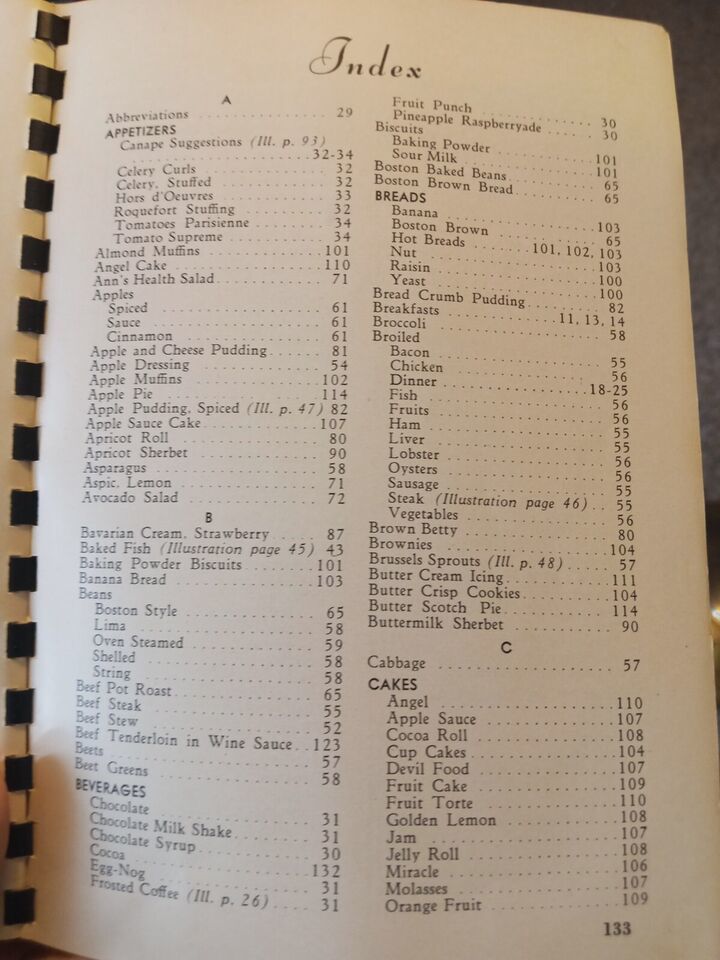 Index
A
Abbreviations . . . . . . . . . . . . . 29
APPETIZERS
Canape Suggestions (Ill. p. 93)
. . . . . . . . . . . . . . . . . . . 32-34
Celery Curls . . . . . . . . . . . 32
Celery, Stuffed . . . . . . . . . 32
Hors d'Oeuvres . . . . . . . . . 33
Roquefort Stuffing . . . . . . . 32
Tomatoes Parisienne . . . . . . 34
Tomato Supreme . . . . . . . . 34
Almond Muffins . . . . . . . . . . 101
Angel Cake . . . . . . . . . . . . 110
Ann's Health Salad . . . . . . . . 71
Apples
Spiced . . . . . . . . . . . . . . 61
Sauce . . . . . . . . . . . . . . 61
Cinnamon . . . . . . . . . . . . 61
Apple and Cheese Pudding . . . . . 81
Apple Dressing . . . . . . . . . . 54
Apple Muffins . . . . . . . . . . 102
Apple Pie . . . . . . . . . . . . 114
Apple Pudding, Spiced (Ill. p. 47) 82
Apple Sauce Cake . . . . . . . . . 107
Apricot Roll . . . . . . . . . . . 80
Apricot Sherbet . . . . . . . . . 90
Asparagus . . . . . . . . . . . . 58
Aspic, Lemon . . . . . . . . . . . 71
Avocado Salad . . . . . . . . . . 72
B
Bavarian Cream, Strawberry . . . . 87
Baked Fish (Illustration page 45) 43
Baking Powder Biscuits . . . . . . 101
Banana Bread . . . . . . . . . . . 103
Beans
Boston Style . . . . . . . . . . 65
Lima . . . . . . . . . . . . . . 58
Oven Steamed . . . . . . . . . . 59
Shelled . . . . . . . . . . . . . 58
String . . . . . . . . . . . . . 58
Beef Pot Roast . . . . . . . . . . 65
Beef Steak . . . . . . . . . . . . 55
Beef Stew . . . . . . . . . . . . 52
Beef Tenderloin in Wine Sauce . . 123
Beets . . . . . . . . . . . . . . 57
Beet Greens . . . . . . . . . . . 58
BEVERAGES
Chocolate . . . . . . . . . . . . 31
Chocolate Milk Shake . . . . . . 31
Chocolate Syrup . . . . . . . . . 30
Cocoa . . . . . . . . . . . . . . 132
Egg-Nog . . . . . . . . . . . . . 31
Frosted Coffee (Ill. p. 26) . . . . 31
Fruit Punch . . . . . . . . . . . 30
Pineapple Raspberryade . . . . . 30
Biscuits
Baking Powder . . . . . . . . . . 101
Sour Milk . . . . . . . . . . . . 101
Boston Baked Beans . . . . . . . . 65
Boston Brown Bread . . . . . . . . 65
BREADS
Banana . . . . . . . . . . . . . 103
Boston Brown . . . . . . . . . . 65
Hot Breads . . . . . . . 101, 102, 103
Nut . . . . . . . . . . . . . . . 103
Raisin . . . . . . . . . . . . . 100
Yeast . . . . . . . . . . . . . . 100
Bread Crumb Pudding . . . . . . . 82
Breakfasts . . . . . . . . 11, 13, 14
Broccoli . . . . . . . . . . . . . 58
Broiled
Bacon . . . . . . . . . . . . . . 55
Chicken . . . . . . . . . . . . . 56
Dinner . . . . . . . . . . . . 18-25
Fish . . . . . . . . . . . . . . 56
Fruits . . . . . . . . . . . . . 56
Ham . . . . . . . . . . . . . . . 55
Liver . . . . . . . . . . . . . . 55
Lobster . . . . . . . . . . . . . 56
Oysters . . . . . . . . . . . . . 56
Sausage . . . . . . . . . . . . . 55
Steak (Illustration page 46) . . 55
Vegetables . . . . . . . . . . . 56
Brown Betty . . . . . . . . . . . 80
Brownies . . . . . . . . . . . . . 104
Brussels Sprouts (Ill. p. 48) . . . 57
Butter Cream Icing . . . . . . . . 111
Butter Crisp Cookies . . . . . . . 104
Butter Scotch Pie . . . . . . . . 114
Buttermilk Sherbet . . . . . . . . 90
C
Cabbage . . . . . . . . . . . . . 57
CAKES
Angel . . . . . . . . . . . . . . 110
Apple Sauce . . . . . . . . . . . 107
Cocoa Roll . . . . . . . . . . . 108
Cup Cakes . . . . . . . . . . . . 104
Devil Food . . . . . . . . . . . 107
Fruit Cake . . . . . . . . . . . 109
Fruit Torte . . . . . . . . . . . 110
Golden Lemon . . . . . . . . . . 108
Jam . . . . . . . . . . . . . . . 107
Jelly Roll . . . . . . . . . . . 108
Miracle . . . . . . . . . . . . . 106
Molasses . . . . . . . . . . . . 107
Orange Fruit . . . . . . . . . . 109
133